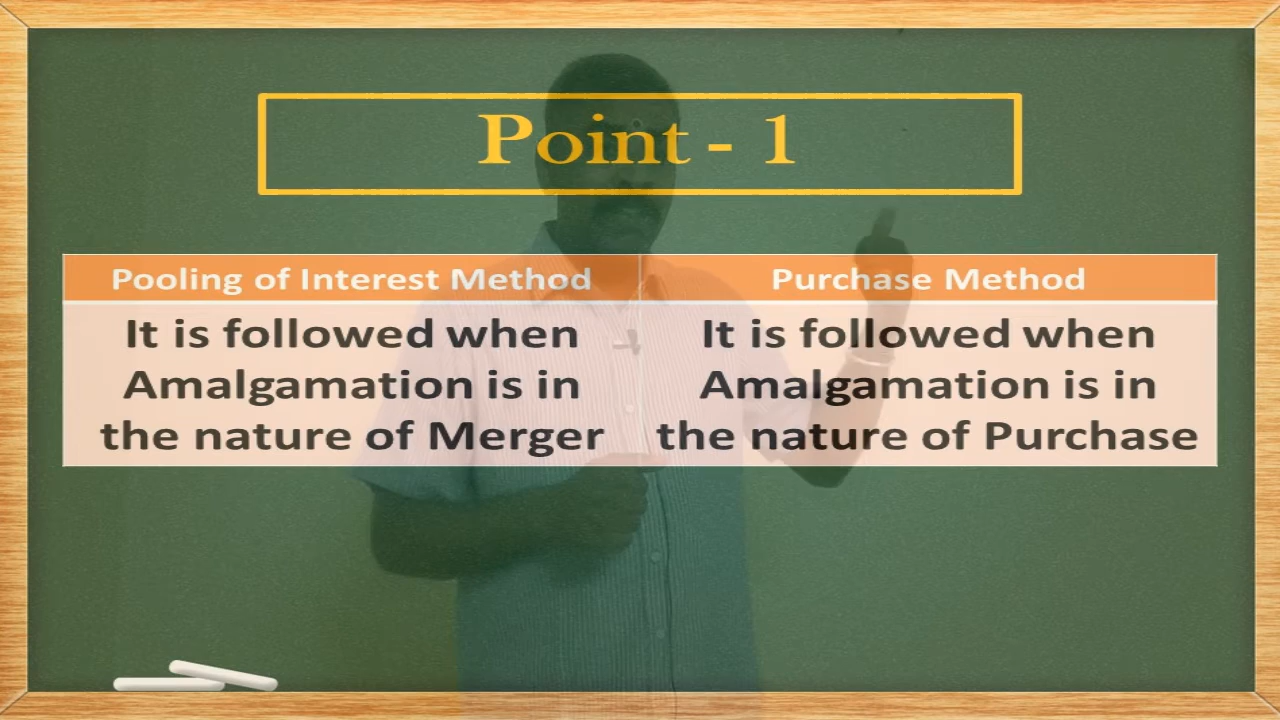 Point - 1
Pooling of Interest Method
Purchase Method
It is followed when
Amalgamation is in
the nature of Merger
It is followed when
Amalgamation is in
the nature of Purchase